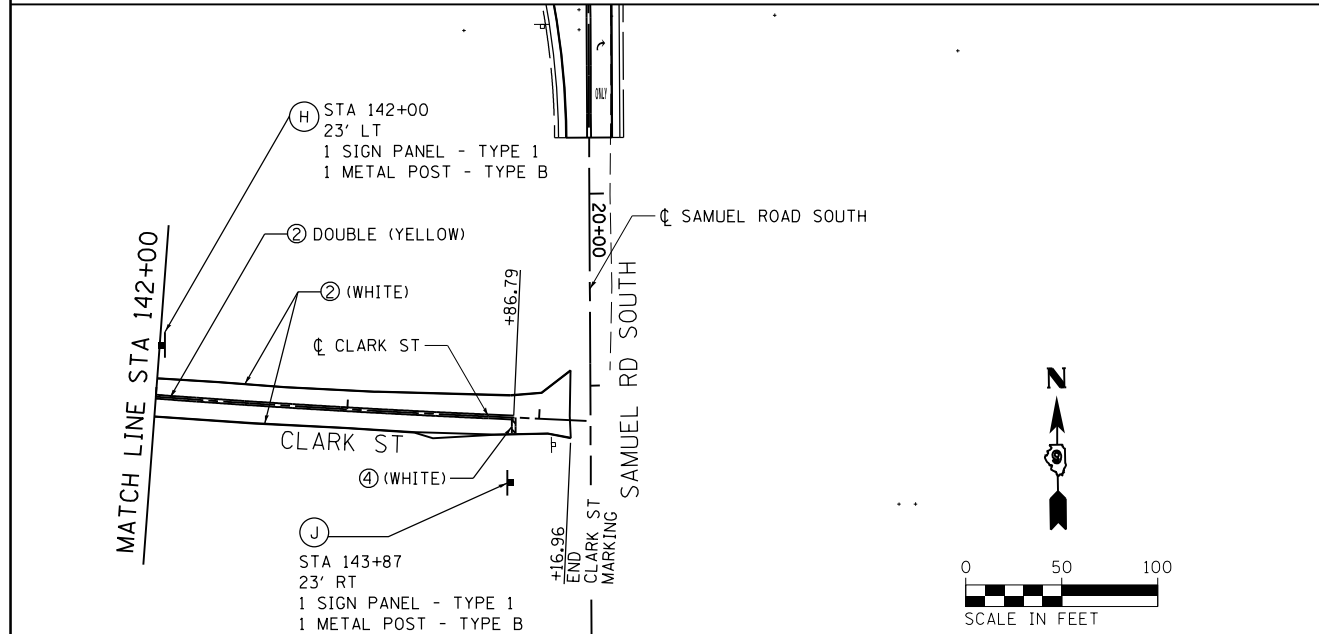 ONLY
H
STA 142+00
23' LT
1 SIGN PANEL - TYPE 1
1 METAL POST - TYPE B
20+00
℄ SAMUEL ROAD SOUTH
② DOUBLE (YELLOW)
② (WHITE)
+86.79
℄ CLARK ST
MATCH LINE STA 142+00
SAMUEL RD SOUTH
CLARK ST
④ (WHITE)
J
STA 143+87
23' RT
1 SIGN PANEL - TYPE 1
1 METAL POST - TYPE B
+16.96
END
CLARK ST
MARKING
N
9
0 50 100
SCALE IN FEET